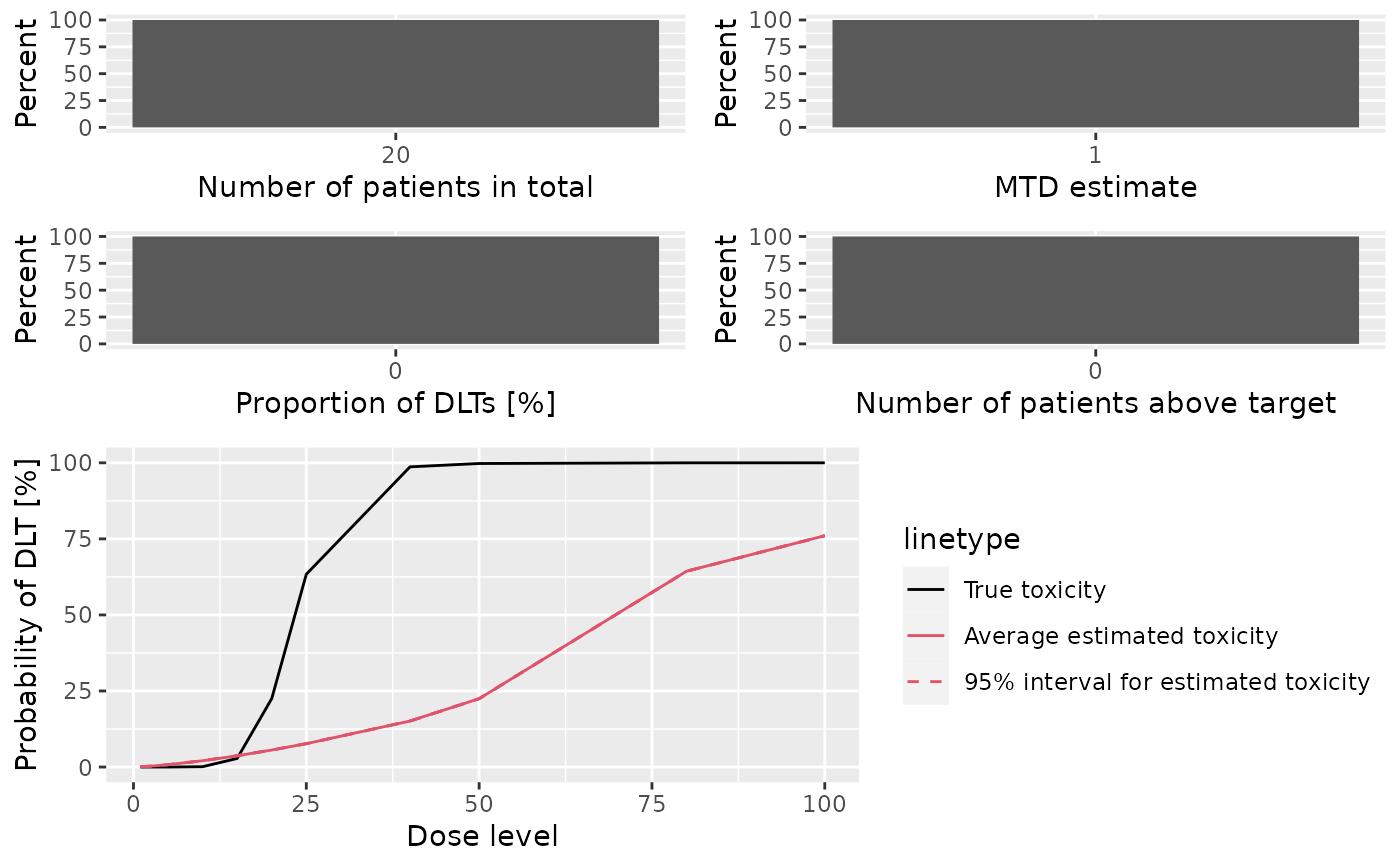 Percent
100
75
50
25
0
20
Number of patients in total
Percent
100
75
50
25
0
1
MTD estimate
Percent
100
75
50
25
0
0
Proportion of DLTs [%]
Percent
100
75
50
25
0
0
Number of patients above target
Probability of DLT [%]
100
75
50
25
0
0 25 50 75 100
Dose level
linetype
True toxicity
Average estimated toxicity
95% interval for estimated toxicity